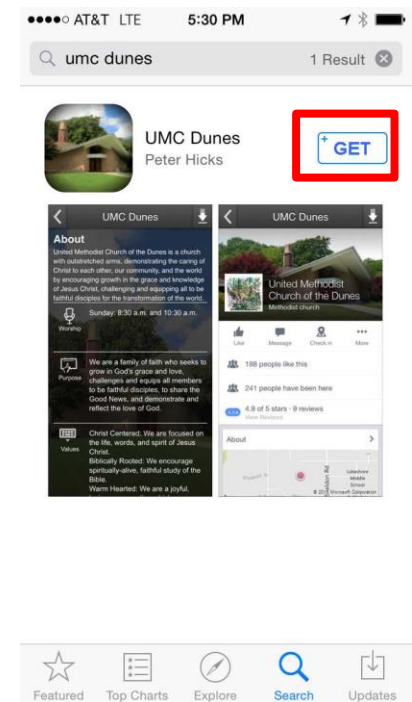 AT&T LTE 5:30 PM
umc dunes 1 Result
UMC Dunes
Peter Hicks
+ GET
UMC Dunes
About
United Methodist Church of the Dunes is a church
with outstretched arms, demonstrating the caring of
Christ to each other, our community, and the world
by encouraging growth in the grace and knowledge
of Jesus Christ, challenging and equipping all to be
faithful disciples for the transformation of the world.
Worship
Sunday: 8:30 a.m. and 10:30 a.m.
Purpose
We are a family of faith who seeks to
grow in God's grace and love,
challenges and equips all members
to be faithful disciples, to share the
Good News, and demonstrate and
reflect the love of God.
Values
Christ Centered: We are focused on
the life, words, and spirit of Jesus
Christ.
Biblically Rooted: We encourage
spiritually-alive, faithful study of the
Bible.
Warm Hearted: We are a joyful,
UMC Dunes
United Methodist
Church of the Dunes
Methodist church
Like Message Check in More
188 people like this
241 people have been here
4.8 of 5 stars · 9 reviews
View Reviews
About
Lakeshore
Middle
School
Microsoft Corporation
Featured Top Charts Explore Search Updates